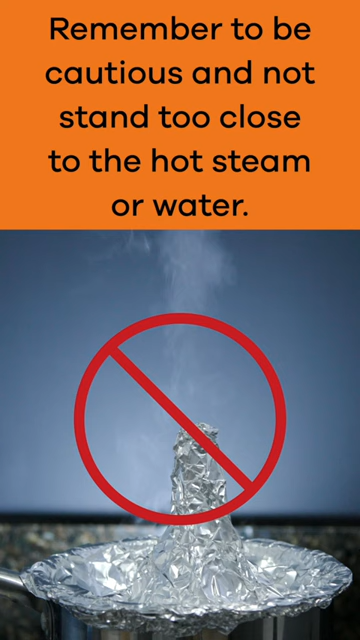 Remember to be
cautious and not
stand too close
to the hot steam
or water.